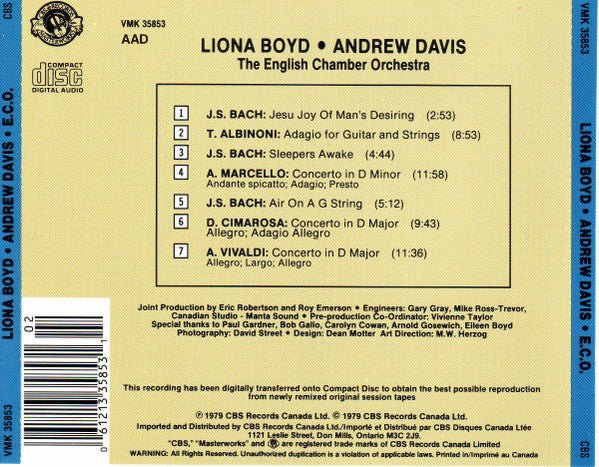 CBS
VMK 35853
VMK 35853
AAD
COMPACT
disc
DIGITAL AUDIO
LIONA BOYD • ANDREW DAVIS
The English Chamber Orchestra
1 J.S. BACH: Jesu Joy Of Man's Desiring (2:53)
2 T. ALBINONI: Adagio for Guitar and Strings (8:53)
3 J.S. BACH: Sleepers Awake (4:44)
4 A. MARCELLO: Concerto in D Minor (11:58)
Andante spicatto; Adagio; Presto
5 J.S. BACH: Air On A G String (5:12)
6 D. CIMAROSA: Concerto in D Major (9:43)
Allegro; Adagio Allegro
7 A. VIVALDI: Concerto in D Major (11:36)
Allegro; Largo; Allegro
Joint Production by Eric Robertson and Roy Emerson • Engineers: Gary Gray, Mike Ross-Trevor,
Canadian Studio - Manta Sound • Pre-production Co-Ordinator: Vivienne Taylor
Special thanks to Paul Gardner, Bob Gallo, Carolyn Cowan, Arnold Gosewich, Eileen Boyd
Photography: David Street • Design: Dean Motter Art Direction: M.W. Herzog
This recording has been digitally transferred onto Compact Disc to obtain the best possible reproduction
from newly remixed original session tapes
℗ 1979 CBS Records Canada Ltd. © 1979 CBS Records Canada Ltd.
Imported and Distributed by CBS Records Canada Ltd./Importé et Distribué par CBS Disques Canada Ltée
1121 Leslie Street, Don Mills, Ontario M3C 2J9.
"CBS," "Masterworks" and are registered trade marks of CBS Records Canada Limited
WARNING: All Rights Reserved. Unauthorized duplication is a violation of applicable laws. Printed in/Imprimé au Canada
02
0 61213 35853 1
LIONA BOYD • ANDREW DAVIS • E.C.O.
VMK 35853
LIONA BOYD • ANDREW DAVIS • E.C.O.
CBS